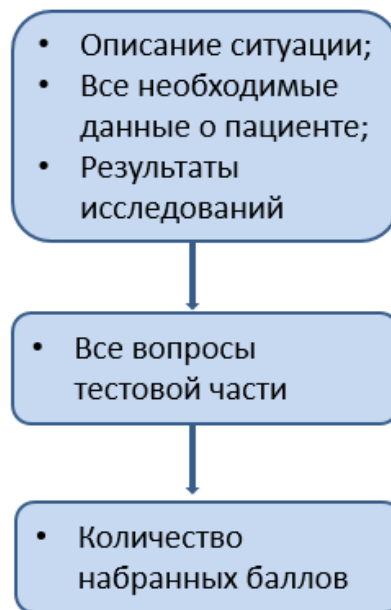 • Описание ситуации;
• Все необходимые
данные о пациенте;
• Результаты
исследований
• Все вопросы
тестовой части
• Количество
набранных баллов